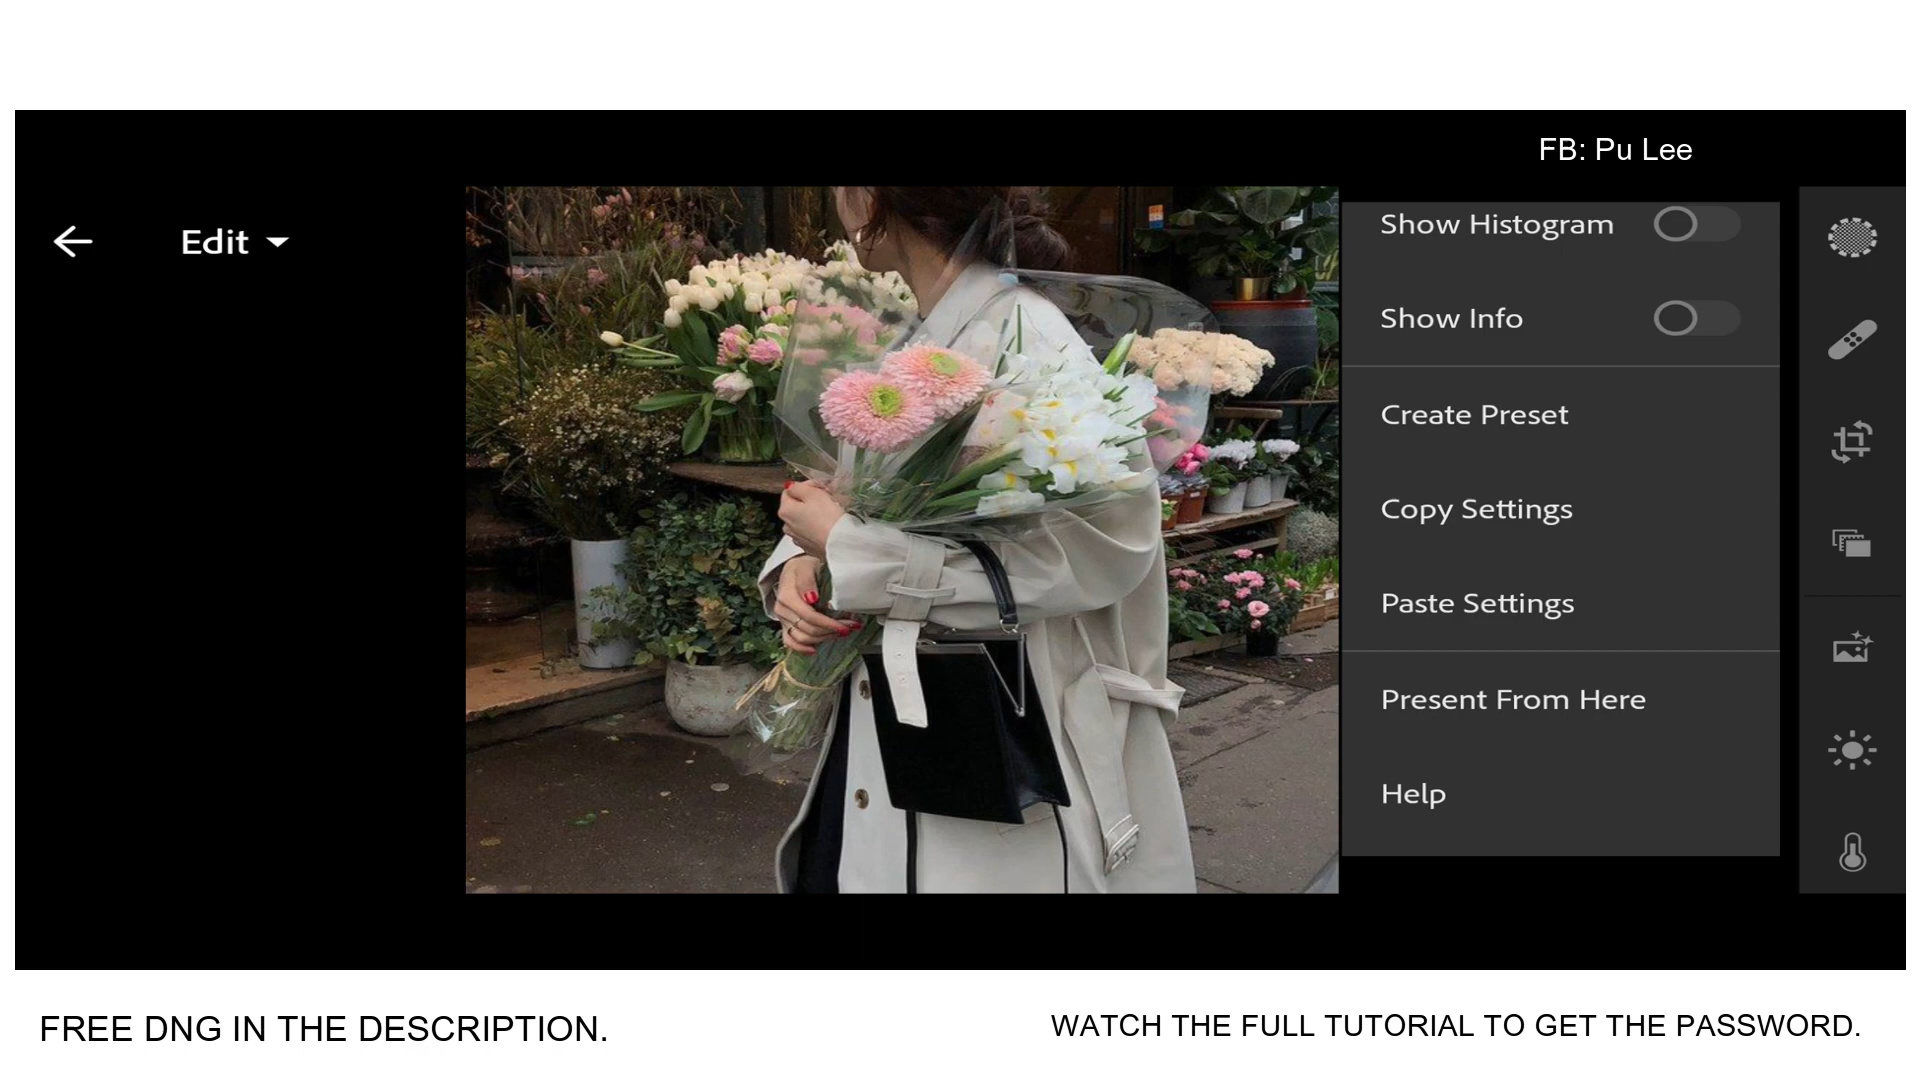 FB: Pu Lee
Edit
Show Histogram
Show Info
Create Preset
Copy Settings
Paste Settings
Present From Here
Help
FREE DNG IN THE DESCRIPTION.
WATCH THE FULL TUTORIAL TO GET THE PASSWORD.